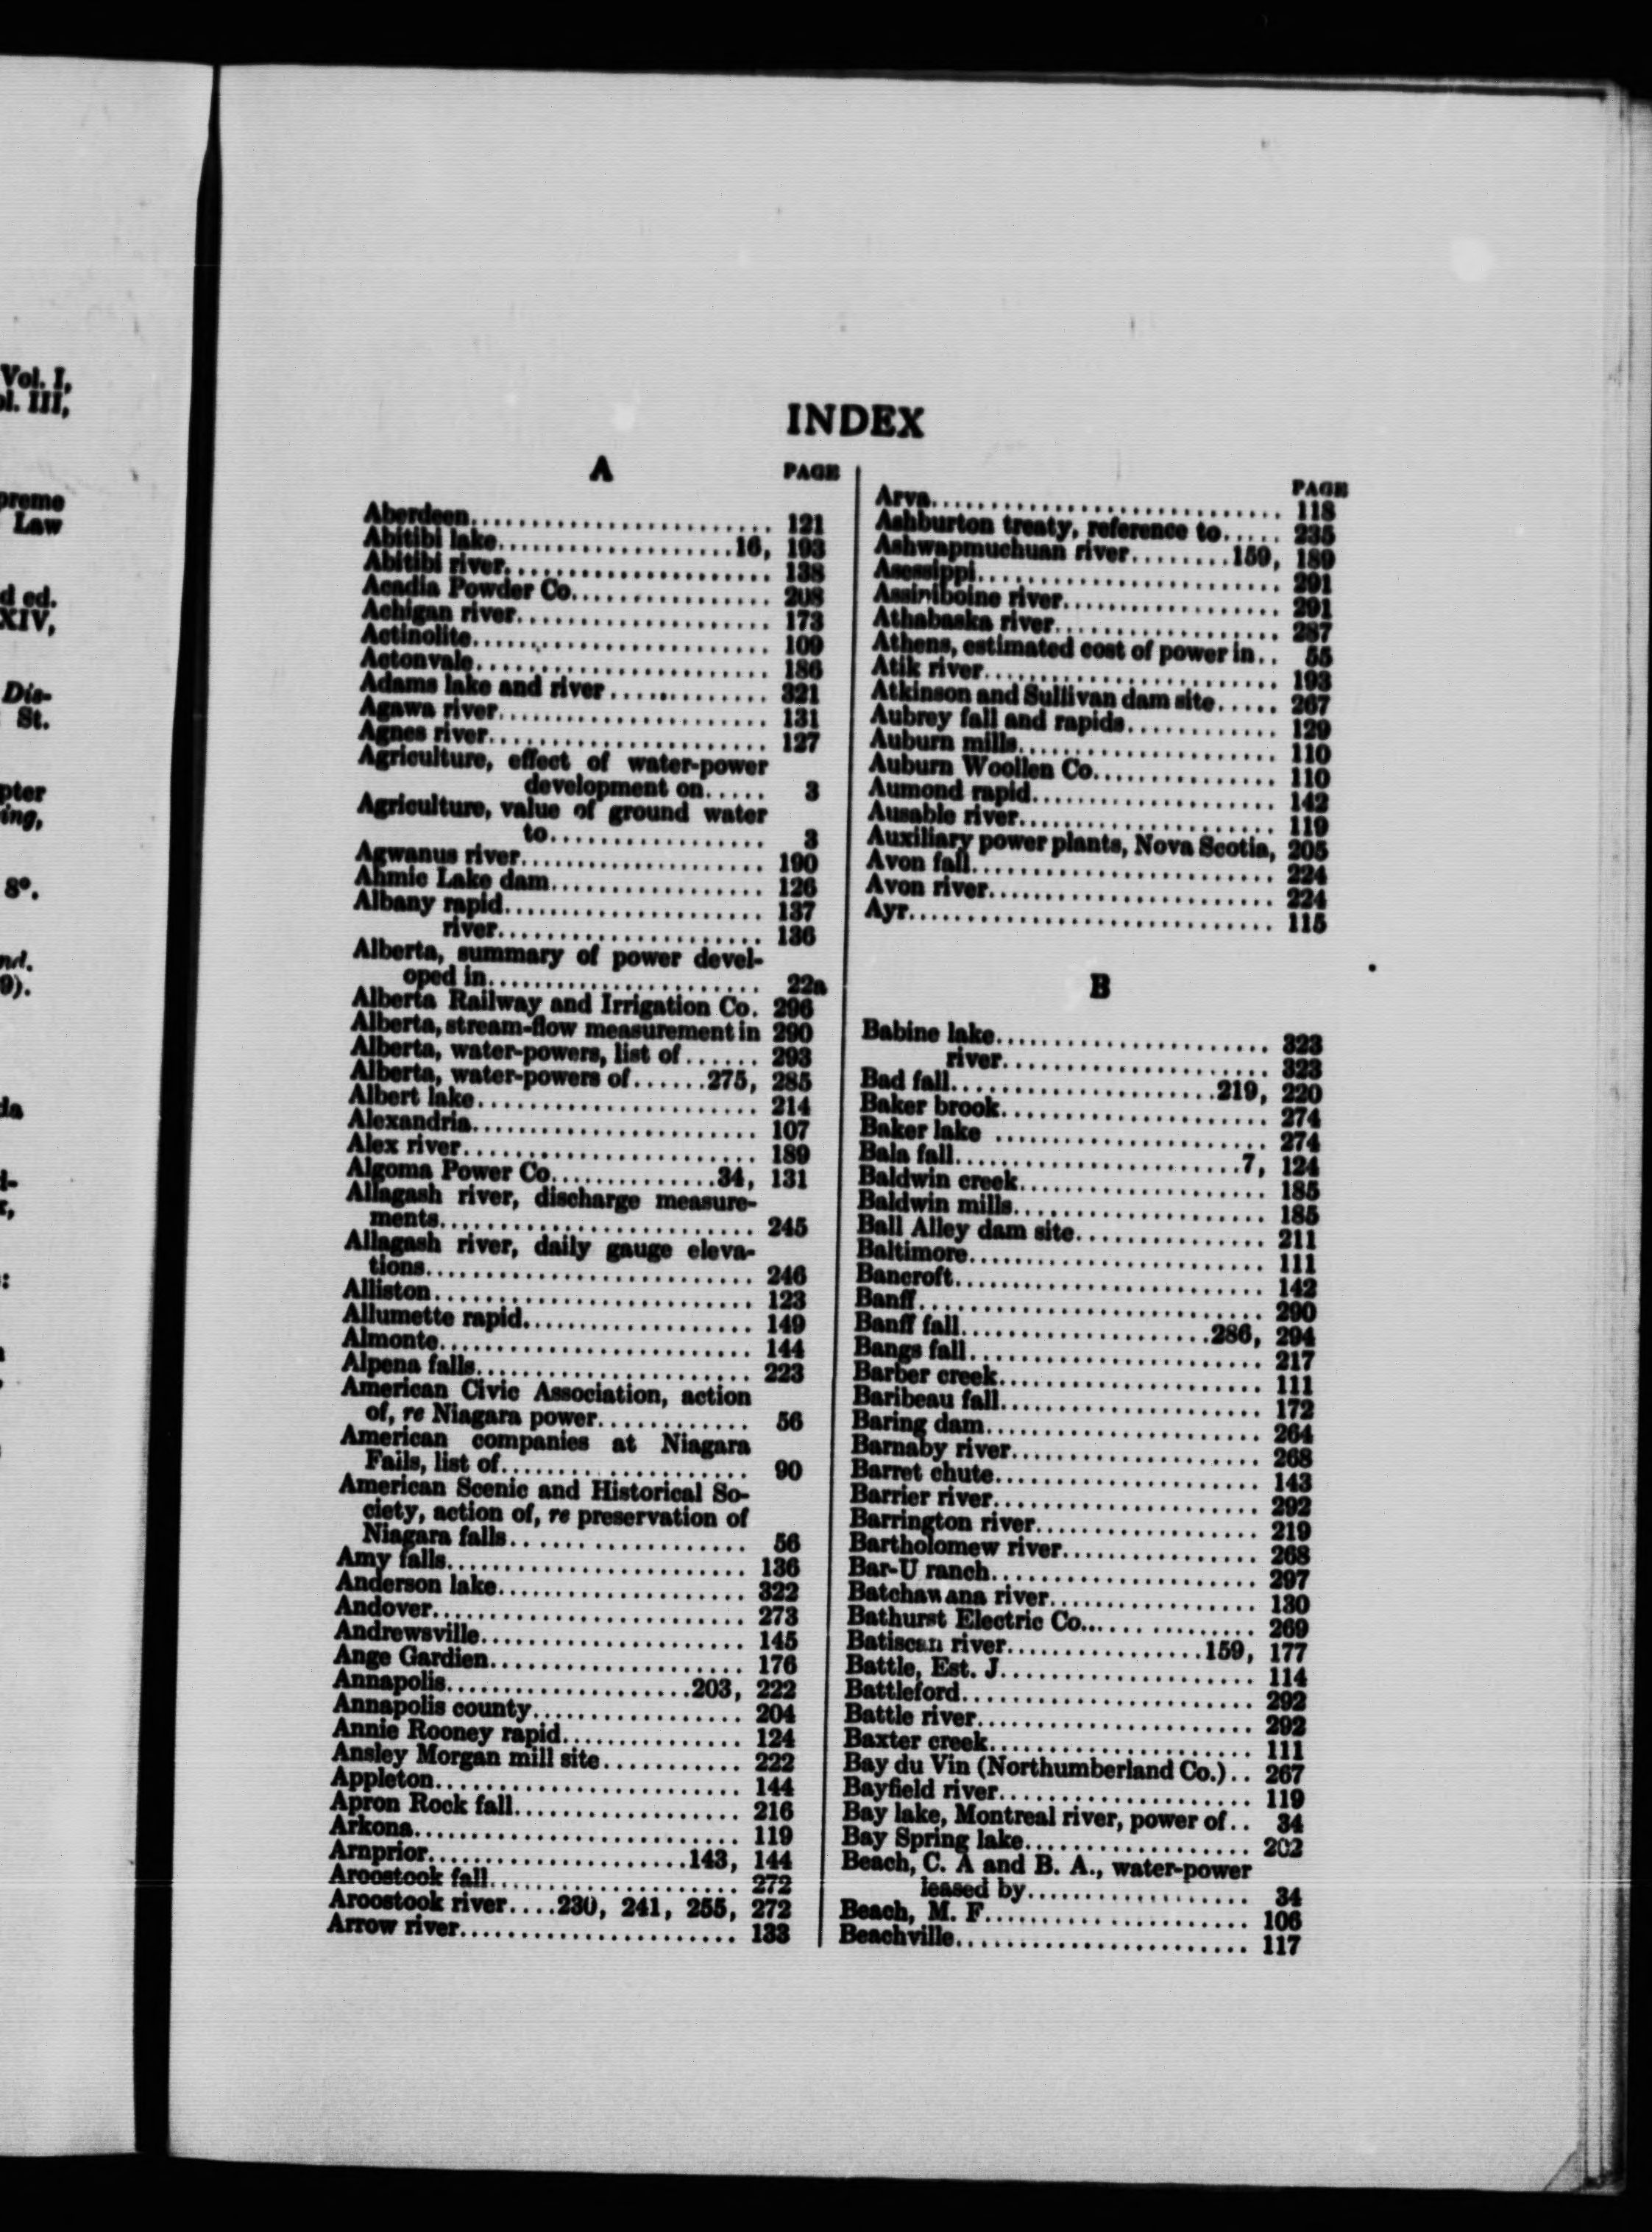 INDEX
A
PAGE
Aberdeen........................ 121
Abitibi lake...................16, 193
Abitibi river...................... 138
Acadia Powder Co................ 208
Achigan river..................... 173
Actinolite........................ 109
Actonvale........................ 186
Adams lake and river ............. 321
Agawa river...................... 131
Agnes river....................... 127
Agriculture, effect of water-power
development on..... 3
Agriculture, value of ground water
to.................. 3
Agwanus river.................... 190
Ahmic Lake dam................. 126
Albany rapid..................... 137
river...................... 136
Alberta, summary of power devel-
oped in...................... 22a
Alberta Railway and Irrigation Co. 296
Alberta, stream-flow measurement in 290
Alberta, water-powers, list of....... 293
Alberta, water-powers of......275, 285
Albert lake....................... 214
Alexandria....................... 107
Alex river........................ 189
Algoma Power Co..............34, 131
Allagash river, discharge measure-
ments.......................... 245
Allagash river, daily gauge eleva-
tions........................... 246
Alliston.......................... 123
Allumette rapid................... 149
Almonte.......................... 144
Alpena falls....................... 223
American Civic Association, action
of, re Niagara power............. 56
American companies at Niagara
Falls, list of.................... 90
American Scenic and Historical So-
ciety, action of, re preservation of
Niagara falls................... 56
Amy falls......................... 136
Anderson lake.................... 322
Andover.......................... 273
Andrewsville...................... 145
Ange Gardien..................... 176
Annapolis....................203, 222
Annapolis county................. 204
Annie Rooney rapid............... 124
Ansley Morgan mill site............ 222
Appleton......................... 144
Apron Rock fall................... 216
Arkona........................... 119
Arnprior.....................143, 144
Aroostook fall..................... 272
Aroostook river....230, 241, 255, 272
Arrow river....................... 133
PAGE
Arva............................. 118
Ashburton treaty, reference to..... 235
Ashwapmuchuan river........159, 189
Asessippi......................... 291
Assiniboine river.................. 291
Athabaska river................... 287
Athens, estimated cost of power in.. 55
Atik river........................ 193
Atkinson and Sullivan dam site..... 267
Aubrey fall and rapids............. 129
Auburn mills...................... 110
Auburn Woollen Co............... 110
Aumond rapid.................... 142
Ausable river..................... 119
Auxiliary power plants, Nova Scotia, 205
Avon fall......................... 224
Avon river........................ 224
Ayr.............................. 115
B
Babine lake....................... 323
river...................... 323
Bad fall......................219, 220
Baker brook...................... 274
Baker lake ....................... 274
Bala fall........................7, 124
Baldwin creek.................... 185
Baldwin mills..................... 185
Ball Alley dam site................ 211
Baltimore........................ 111
Bancroft......................... 142
Banff............................ 290
Banff fall....................286, 294
Bangs fall........................ 217
Barber creek...................... 111
Baribeau fall...................... 172
Baring dam....................... 264
Barnaby river..................... 268
Barret chute...................... 143
Barrier river...................... 292
Barrington river................... 219
Bartholomew river................ 268
Bar-U ranch...................... 297
Batchawana river................. 130
Bathurst Electric Co............... 269
Batiscan river................159, 177
Battle, Est. J..................... 114
Battleford........................ 292
Battle river....................... 292
Baxter creek...................... 111
Bay du Vin (Northumberland Co.).. 267
Bayfield river..................... 119
Bay lake, Montreal river, power of.. 34
Bay Spring lake................... 202
Beach, C. A and B. A., water-power
leased by................... 34
Beach, M. F...................... 106
Beachville........................ 117
Vol. I,
III,
Law
d ed.
XIV,
Dis-
St.
8°.